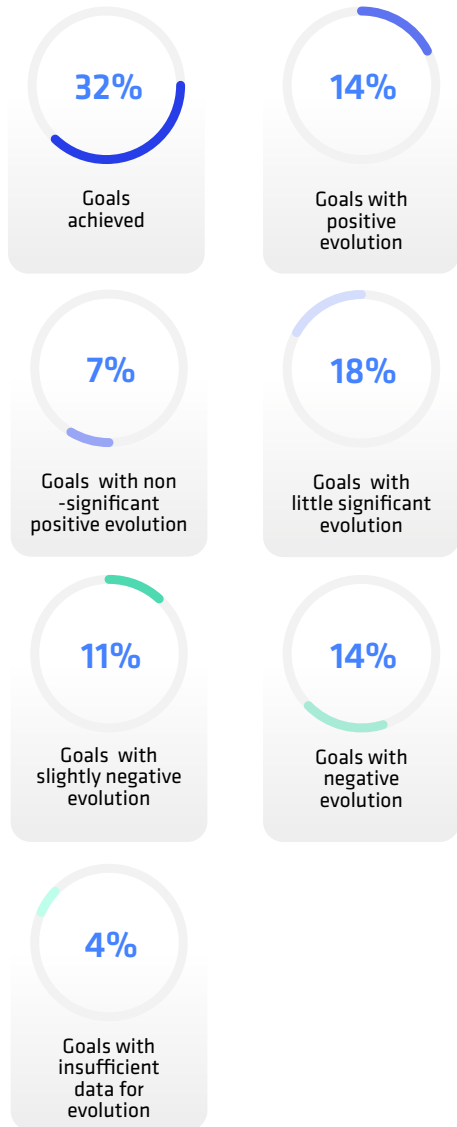 32%
Goals
achieved
14%
Goals with
positive
evolution
7%
Goals  with non
-significant
positive evolution
18%
Goals  with
little significant
evolution
11%
Goals  with
slightly negative
evolution
14%
Goals with
negative
evolution
4%
Goals with
insufficient
data for
evolution